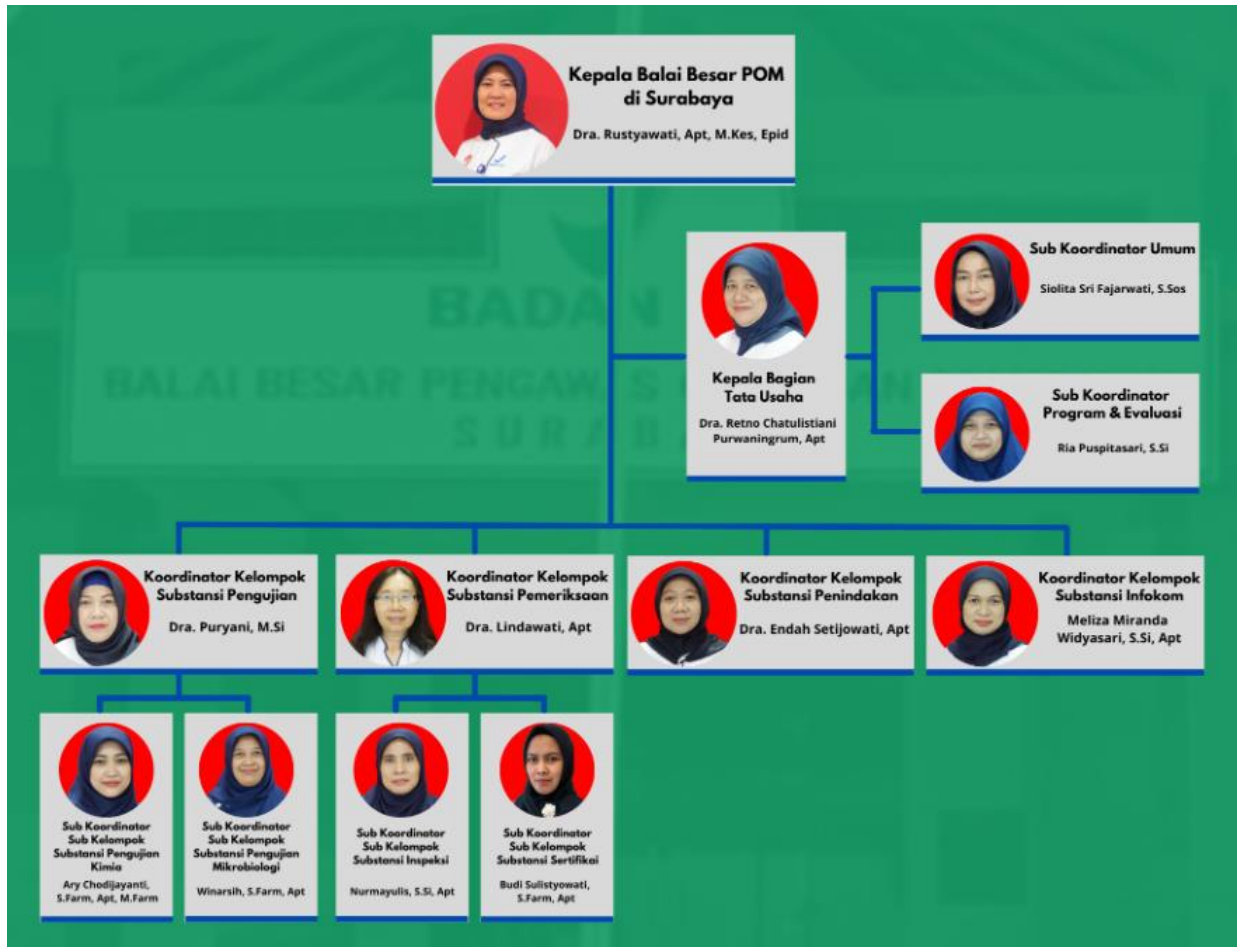 Kepala Balai Besar POM
di Surabaya
Dra. Rustyawati, Apt, M.Kes, Epid
Kepala Bagian
Tata Usaha
Dra. Retno Chatulistiani
Purwaningrum, Apt
Sub Koordinator Umum
Siolita Sri Fajarwati, S.Sos
Sub Koordinator
Program & Evaluasi
Ria Puspitasari, S.Si
BADAN
BALAI BESAR
SURABA
Koordinator Kelompok
Substansi Pengujian
Dra. Puryani, M.Si
Koordinator Kelompok
Substansi Pemeriksaan
Dra. Lindawati, Apt
Koordinator Kelompok
Substansi Penindakan
Dra. Endah Setijowati, Apt
Koordinator Kelompok
Substansi Infokom
Meliza Miranda
Widyasari, S.Si, Apt
Sub Koordinator
Sub Kelompok
Substansi Pengujian
Kimia
Ary Chodijayanti,
S.Farm, Apt, M.Farm
Sub Koordinator
Sub Kelompok
Substansi Pengujian
Mikrobiologi
Winarsih, S.Farm, Apt
Sub Koordinator
Sub Kelompok
Substansi Inspeksi
Nurmayulis, S.Si, Apt
Sub Koordinator
Sub Kelompok
Substansi Sertifikai
Budi Sulistyowati,
S.Farm, Apt